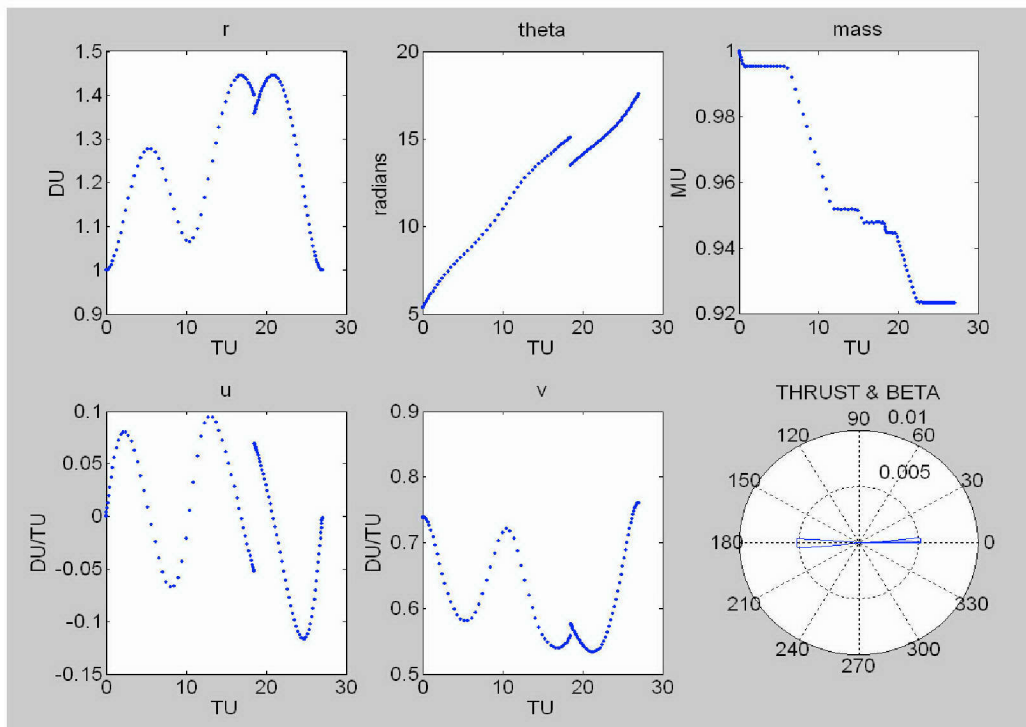 r
1.5
1.4
1.3
1.2
1.1
1
0.9
DU
0 10 20 30
TU
theta
20
15
10
5
radians
0 10 20 30
TU
mass
1
0.98
0.96
0.94
0.92
MU
0 10 20 30
TU
u
0.1
0.05
0
-0.05
-0.1
-0.15
DU/TU
0 10 20 30
TU
v
0.9
0.8
0.7
0.6
0.5
DU/TU
0 10 20 30
TU
THRUST & BETA
90 0.01
120 60
0.005
150 30
180 0
210 330
240 300
270